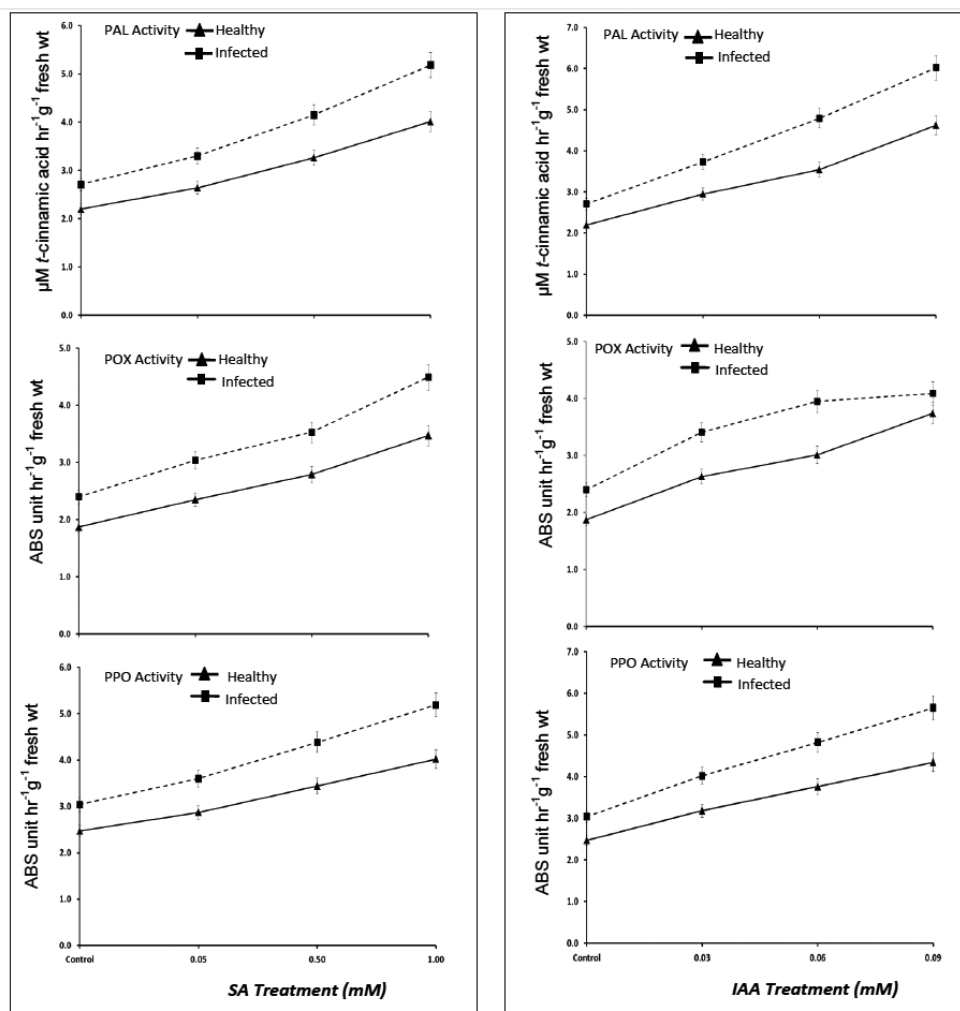 PAL Activity Healthy
Infected
6.0
5.0
4.0
3.0
2.0
1.0
0.0
µM t-cinnamic acid hr-1g-1 fresh wt
POX Activity Healthy
Infected
5.0
4.0
3.0
2.0
1.0
0.0
ABS unit hr-1g-1 fresh wt
PPO Activity Healthy
Infected
6.0
5.0
4.0
3.0
2.0
1.0
0.0
ABS unit hr-1g-1 fresh wt
Control 0.05 0.50 1.00
SA Treatment (mM)
PAL Activity Healthy
Infected
7.0
6.0
5.0
4.0
3.0
2.0
1.0
0.0
µM t-cinnamic acid hr-1g-1 fresh wt
POX Activity Healthy
Infected
5.0
4.0
3.0
2.0
1.0
0.0
ABS unit hr-1g-1 fresh wt
PPO Activity Healthy
Infected
7.0
6.0
5.0
4.0
3.0
2.0
1.0
0.0
ABS unit hr-1g-1 fresh wt
Control 0.03 0.06 0.09
IAA Treatment (mM)